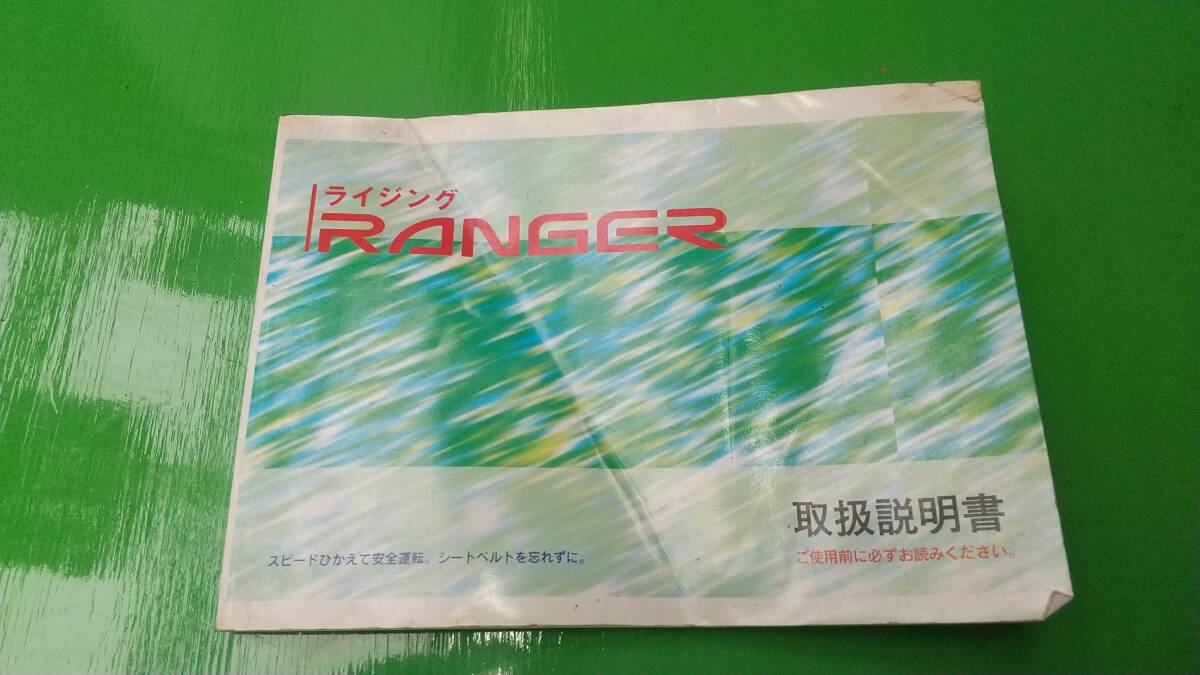 ライジング
RANGER
取扱説明書
ご使用前に必ずお読みください。
スピードひかえて安全運転。シートベルトを忘れずに。